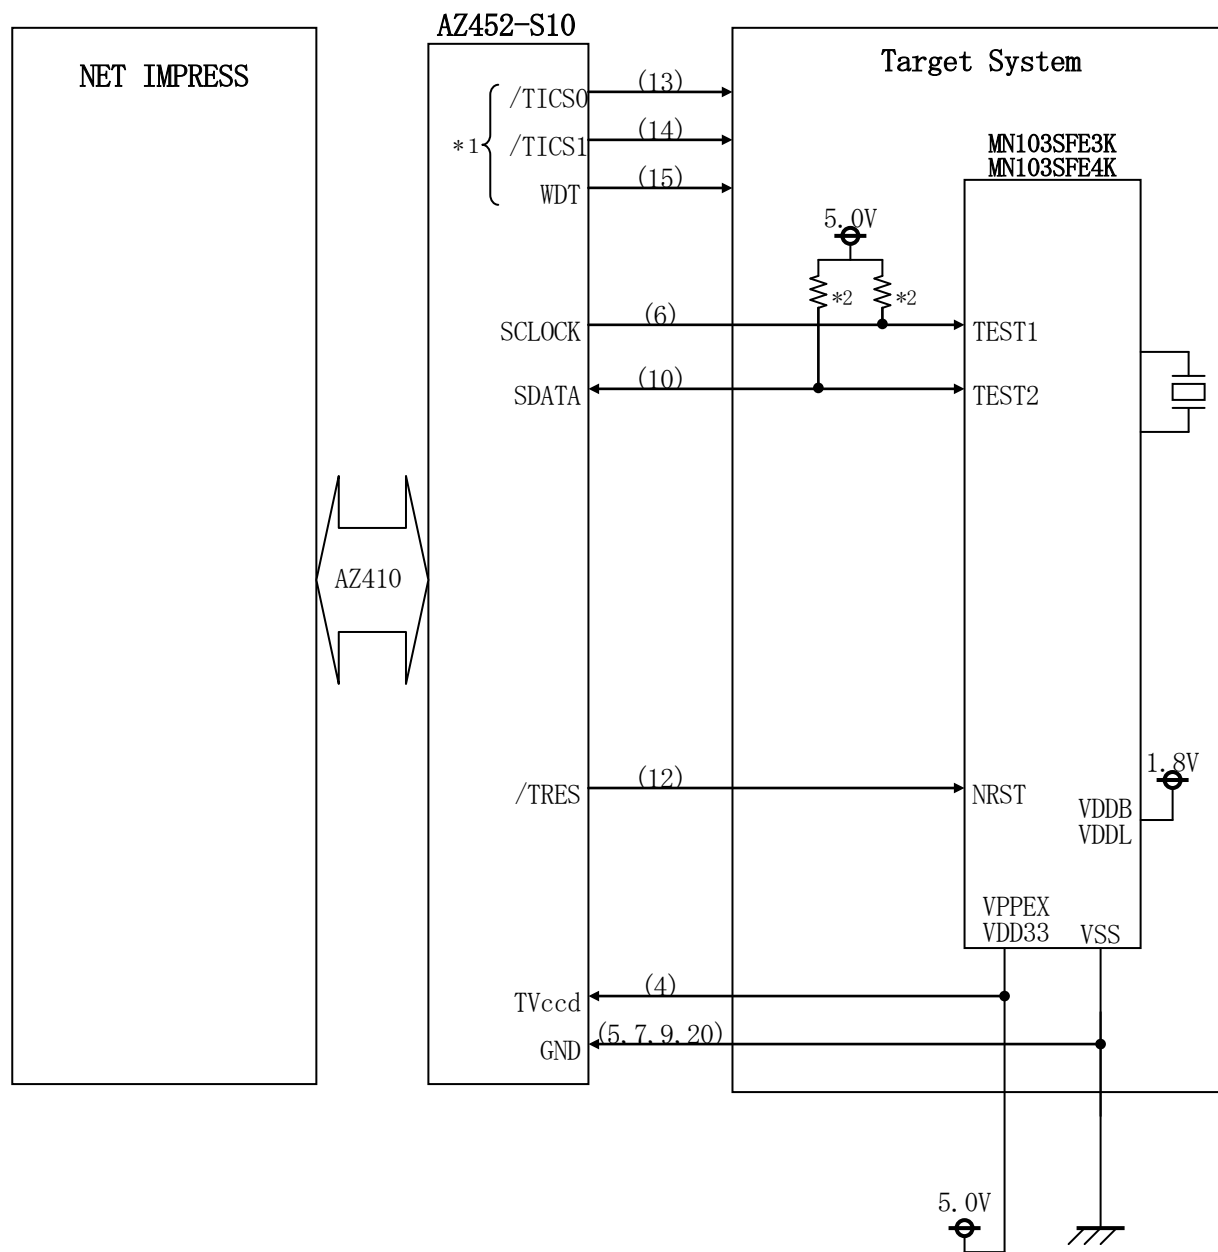 AZ452-S10
NET IMPRESS
Target System
/TICS0
(13)
*1
/TICS1
(14)
WDT
(15)
MN103SFE3K
MN103SFE4K
5.0V
*2
*2
SCLOCK
(6)
TEST1
SDATA
(10)
TEST2
AZ410
/TRES
(12)
NRST
1.8V
VDDB
VDDL
VPPEX
VDD33
VSS
TVccd
(4)
GND
(5.7.9.20)
5.0V